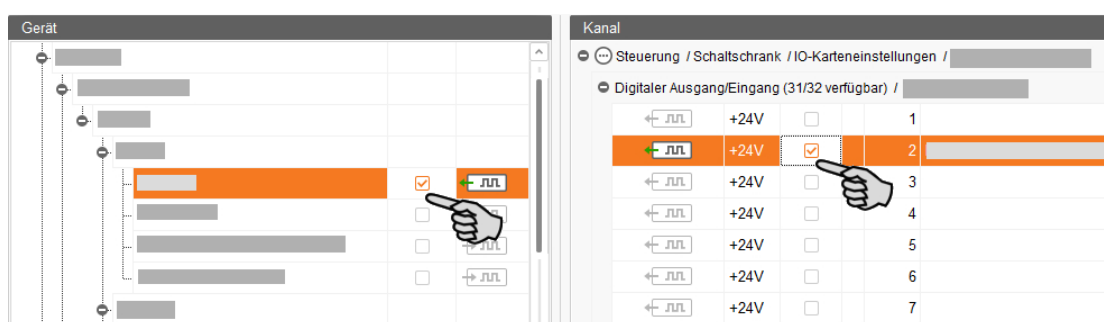 Gerät
Kanal
Steuerung / Schaltschrank / IO-Karteneinstellungen /
Digitaler Ausgang/Eingang (31/32 verfügbar) /
+24V 1
+24V 2
+24V 3
+24V 4
+24V 5
+24V 6
+24V 7